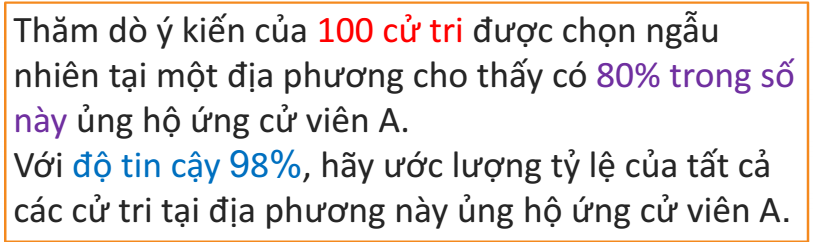 Thăm dò ý kiến của 100 cử tri được chọn ngẫu
nhiên tại một địa phương cho thấy có 80% trong số
này ủng hộ ứng cử viên A.
Với độ tin cậy 98%, hãy ước lượng tỷ lệ của tất cả
các cử tri tại địa phương này ủng hộ ứng cử viên A.